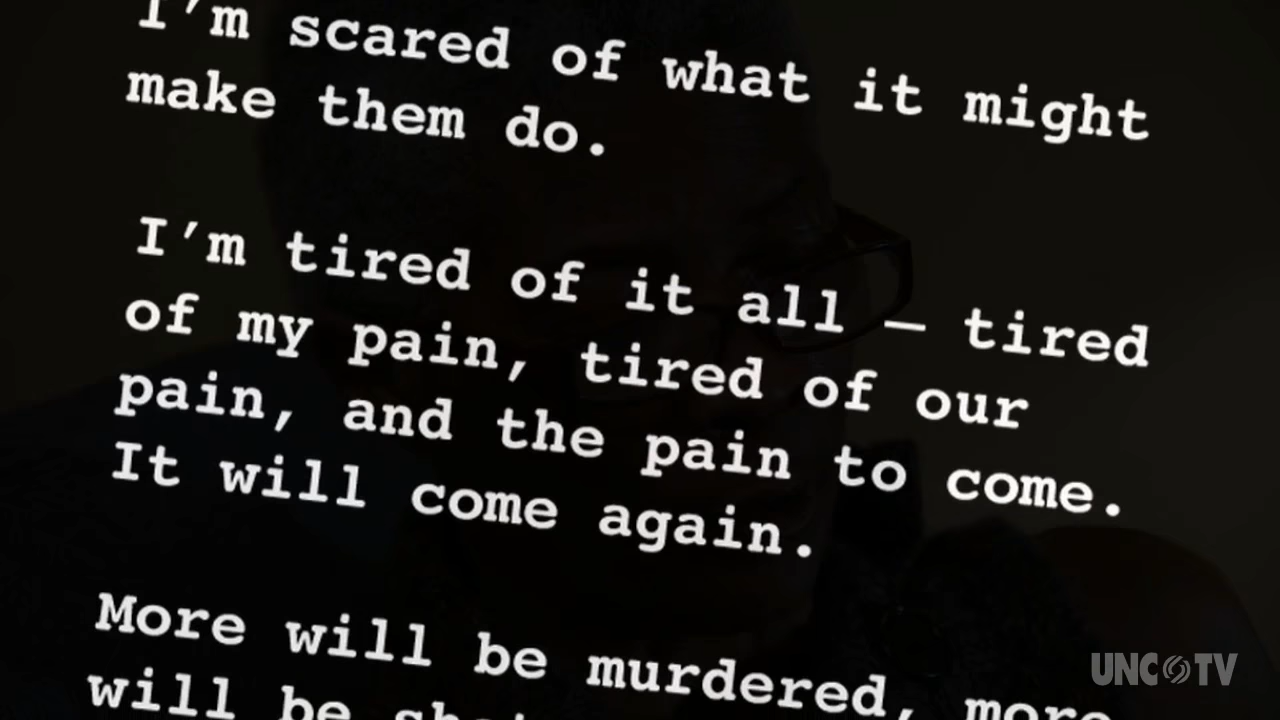 I'm scared of what it might
make them do.
I'm tired of it all — tired
of my pain, tired of our
pain, and the pain to come.
It will come again.
More will be murdered, more
will be
UNC TV